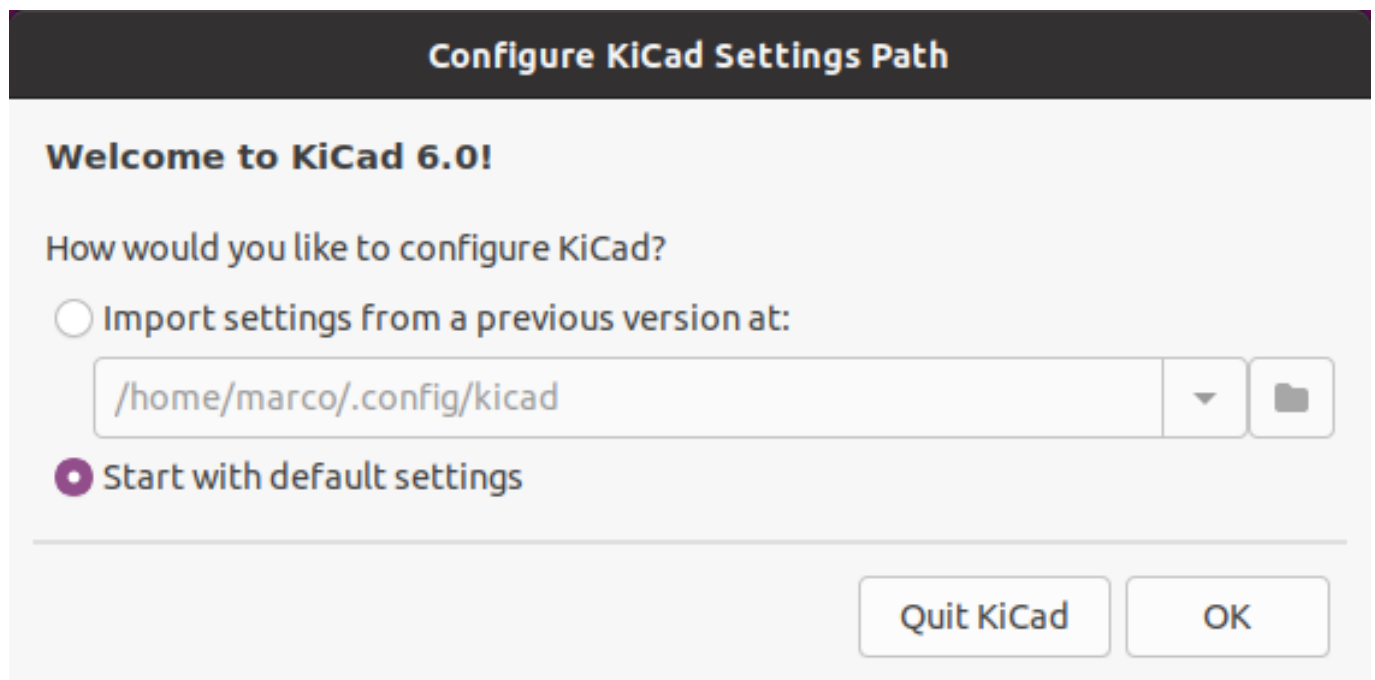 Configure KiCad Settings Path
Welcome to KiCad 6.0!
How would you like to configure KiCad?
Import settings from a previous version at:
/home/marco/.config/kicad
Start with default settings
Quit KiCad OK